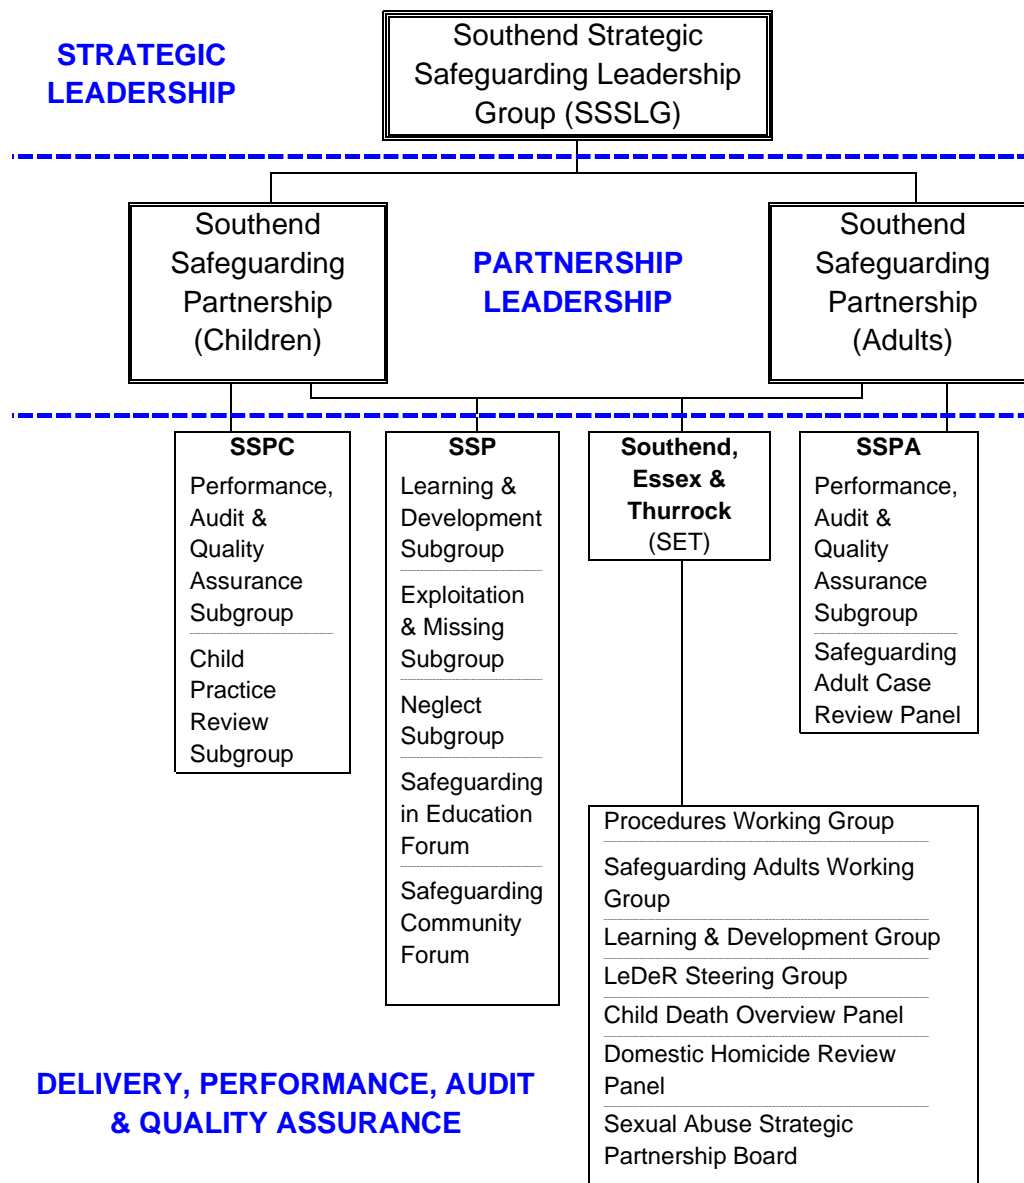 STRATEGIC
LEADERSHIP
Southend Strategic
Safeguarding Leadership
Group (SSSLG)
Southend
Safeguarding
Partnership
(Children)
PARTNERSHIP
LEADERSHIP
Southend
Safeguarding
Partnership
(Adults)
SSPC
Performance,
Audit &
Quality
Assurance
Subgroup
Child
Practice
Review
Subgroup
SSP
Learning &
Development
Subgroup
Exploitation
& Missing
Subgroup
Neglect
Subgroup
Safeguarding
in Education
Forum
Safeguarding
Community
Forum
Southend,
Essex &
Thurrock
(SET)
SSPA
Performance,
Audit &
Quality
Assurance
Subgroup
Safeguarding
Adult Case
Review Panel
Procedures Working Group
Safeguarding Adults Working
Group
Learning & Development Group
LeDeR Steering Group
Child Death Overview Panel
Domestic Homicide Review
Panel
Sexual Abuse Strategic
Partnership Board
DELIVERY, PERFORMANCE, AUDIT
& QUALITY ASSURANCE